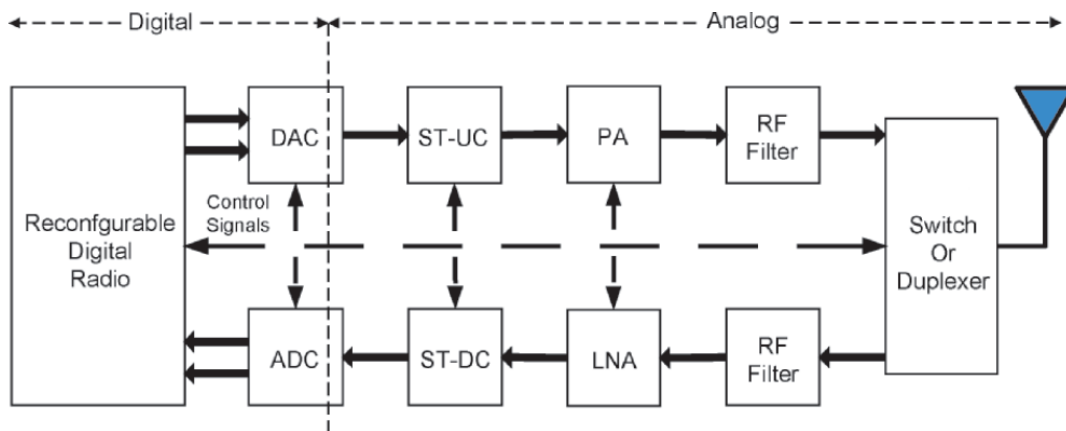 Digital
Analog
DAC
ST-UC
PA
RF
Filter
Control
Signals
Reconfgurable
Digital
Radio
Switch
Or
Duplexer
ADC
ST-DC
LNA
RF
Filter